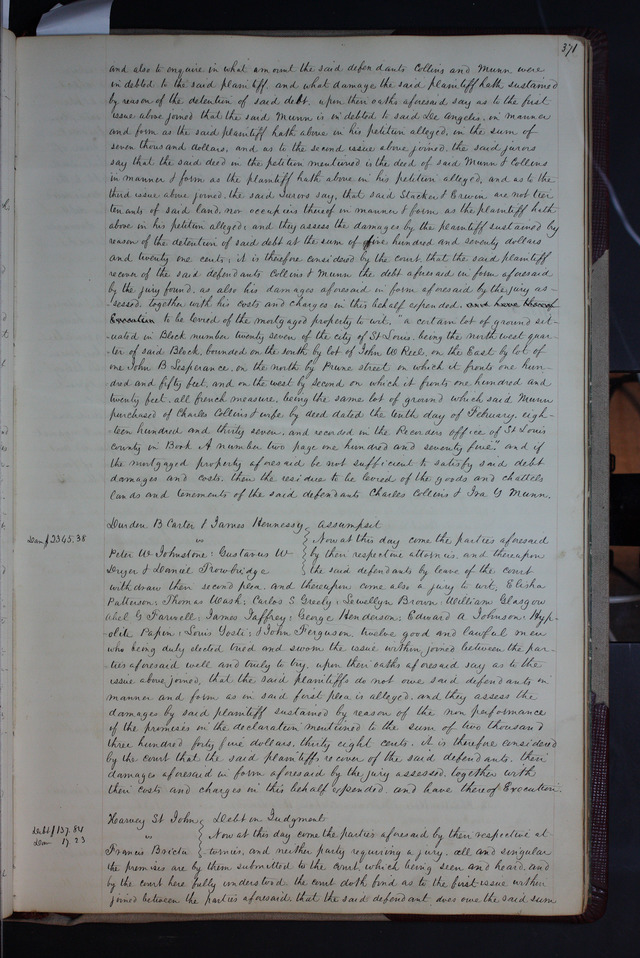 371
and also to enquire in what amount the said defendants Collins and Munn were
indebted to the said plaintiff. and what damage the said plaintiff hath sustained
by reason of the detention of said debt. upon their oaths aforesaid say as to the first
issue above joined that the said Munn is indebted to said De Angelis. in manner
and form as the said plaintiff hath above in his petition alleged, in the sum of
seven thousand dollars, and as to the second issue above joined. the said jurors
say that the said deed in the petition mentioned is the deed of said Munn & Collins
in manner & form as the plaintiff hath above in his petition alleged, and as to the
third issue above joined. the said Jurors say, that said Stacker & Erwin are not tier
tenants of said land, nor occupiers thereof in manner & form. as the plaintiff hath
above in his petition alleged: and they assess the damages by the plaintiff sustained by
reason of the detention of said debt at the sum of five hundred and seventy dollars
and twenty one cents; it is therefore considered by the court. that the said plaintiff
recover of the said defendants Collins & Munn the debt aforesaid in form aforesaid
by the jury found. as also his damages aforesaid in form aforesaid by the jury as-
sessed. together with his costs and charges in this behalf expended. and have thereof
Execution to be levied of the mortgaged property to wit, "a certain lot of ground sit-
uated in Block number twenty seven of the city of St Louis. being the north west quar-
ter of said Block, bounded on the south by lot of John W Reel. on the East by lot of
one John B Lesperance. on the north by Prune street on which it fronts one hun-
dred and fifty feet, and on the west by second on which it fronts one hundred and
twenty feet. all french measure. being the same lot of ground which said Munn
purchased of Charles Collins & wife by deed dated the tenth day of February eigh-
teen hundred and thirty seven. and recorded in the Recorders office of St Louis
county in Book A number two page one hundred and seventy five". and if
the mortgaged property aforesaid be not sufficient to satisfy said debt
damages and costs. then the residue to be levied of the goods and chattels
lands and tenements of the said defendants Charles Collins & Ira G Munn.
Durden B Carter & James Hennessy assumpsit
Dam $2345.38
vs Now at this day come the parties aforesaid
Peter W Johnstone; Gustavus W by their respective attornies. and thereupon
Dryer & Daniel Trowbridge the said defendants by leave of the court
withdraw their second plea. and thereupon come also a jury to wit, Elisha
Patterson; Thomas Wash; Carlos S Greely; Lewellyn Brown; William Glasgow
Abel G Farwell; James Jaffrey; George Henderson; Edward A Johnson; Hyp-
olite Papin; Louis Yosti; & John Ferguson, twelve good and lawful men
who being duly elected tried and sworn the issue within joined between the par-
ties aforesaid well and truly to try. upon their oaths aforesaid say as to the
issue above joined, that the said plaintiffs do not owe said defendants in
manner and form as in said first plea is alleged. and they assess the
damages by said plaintiff sustained by reason of the non performance
of the promises in the declaration mentioned to the sum of two thousand
three hundred forty five dollars. thirty eight cents. it is therefore considered
by the court that the said plaintiffs recover of the said defendants. their
damages aforesaid in form aforesaid by the jury assessed. together with
their costs and charges in this behalf expended. and have thereof Execution.
Harney St John Debt on Judgment
debt $137.84
Dam 17 23
vs Now at this day come the parties aforesaid by their respective at
Francis Bricta tornies, and neither party requiring a jury. all and singular
the premises are by them submitted to the court, which being seen and heard. and
by the court here fully understood. the court doth find as to the first issue within
joined between the parties aforesaid. that the said defendant does owe the said sum